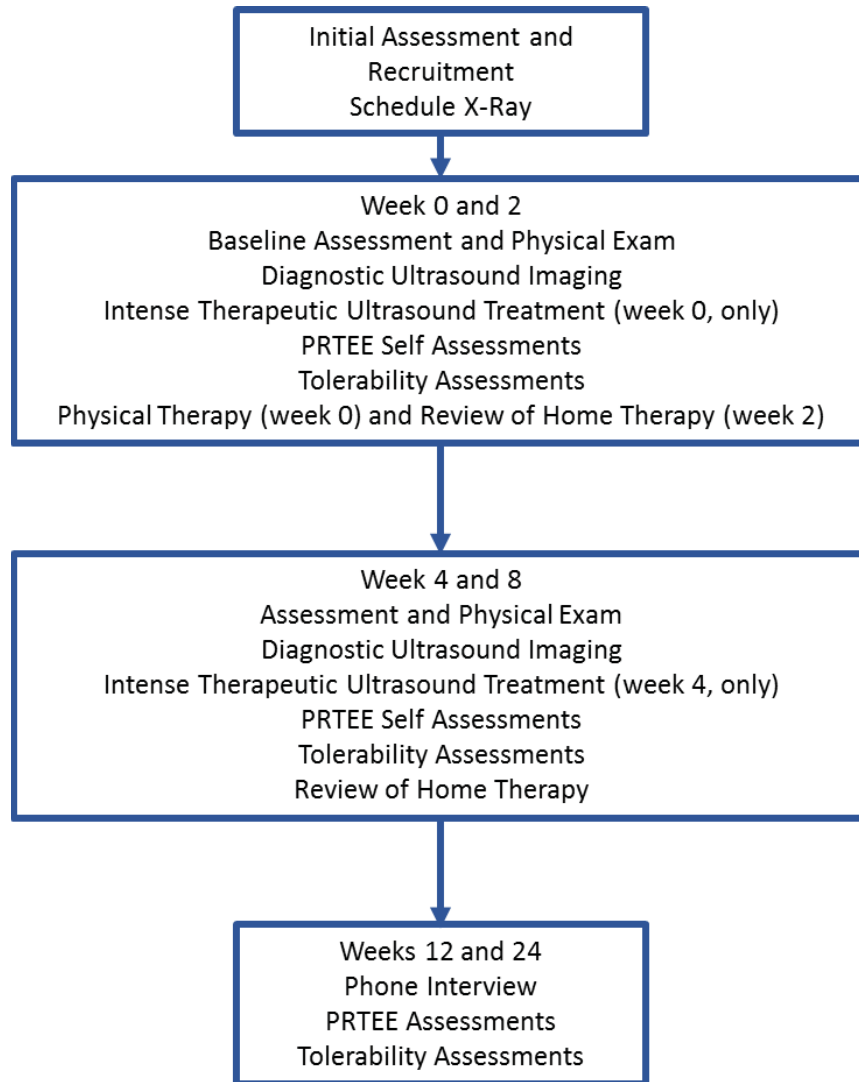 Initial Assessment and
Recruitment
Schedule X-Ray
Week 0 and 2
Baseline Assessment and Physical Exam
Diagnostic Ultrasound Imaging
Intense Therapeutic Ultrasound Treatment (week 0, only)
PRTEE Self Assessments
Tolerability Assessments
Physical Therapy (week 0) and Review of Home Therapy (week 2)
Week 4 and 8
Assessment and Physical Exam
Diagnostic Ultrasound Imaging
Intense Therapeutic Ultrasound Treatment (week 4, only)
PRTEE Self Assessments
Tolerability Assessments
Review of Home Therapy
Weeks 12 and 24
Phone Interview
PRTEE Assessments
Tolerability Assessments